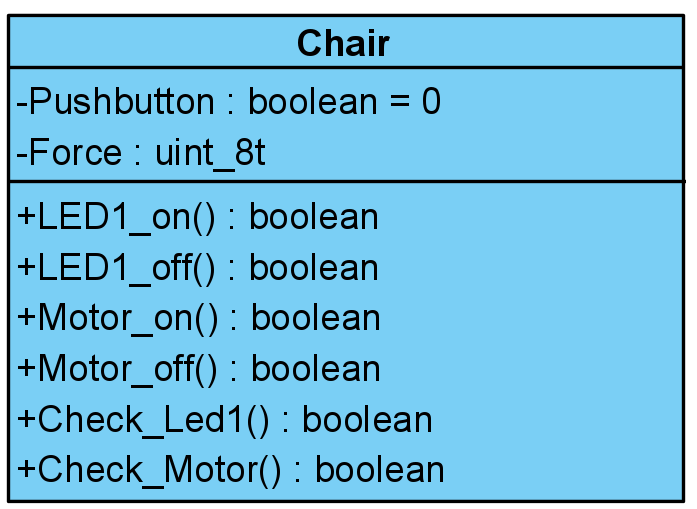 Chair
-Pushbutton : boolean = 0
-Force : uint_8t
+LED1_on() : boolean
+LED1_off() : boolean
+Motor_on() : boolean
+Motor_off() : boolean
+Check_Led1() : boolean
+Check_Motor() : boolean